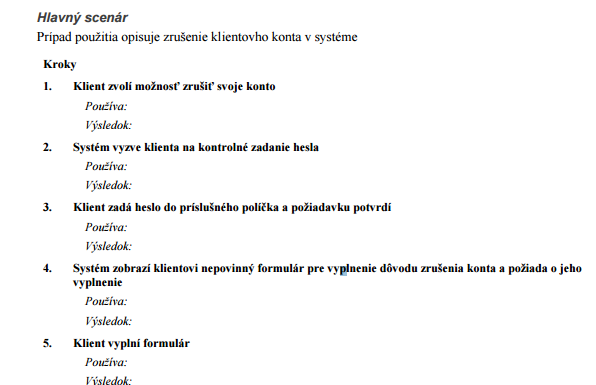 Hlavný scenár
Prípad použitia opisuje zrušenie klientovho konta v systéme
Kroky
1. Klient zvolí možnosť zrušiť svoje konto
Používa:
Výsledok:
2. Systém vyzve klienta na kontrolné zadanie hesla
Používa:
Výsledok:
3. Klient zadá heslo do príslušného políčka a požiadavku potvrdí
Používa:
Výsledok:
4. Systém zobrazí klientovi nepovinný formulár pre vyplnenie dôvodu zrušenia konta a požiada o jeho
vyplnenie
Používa:
Výsledok:
5. Klient vyplní formulár
Používa:
Výsledok: